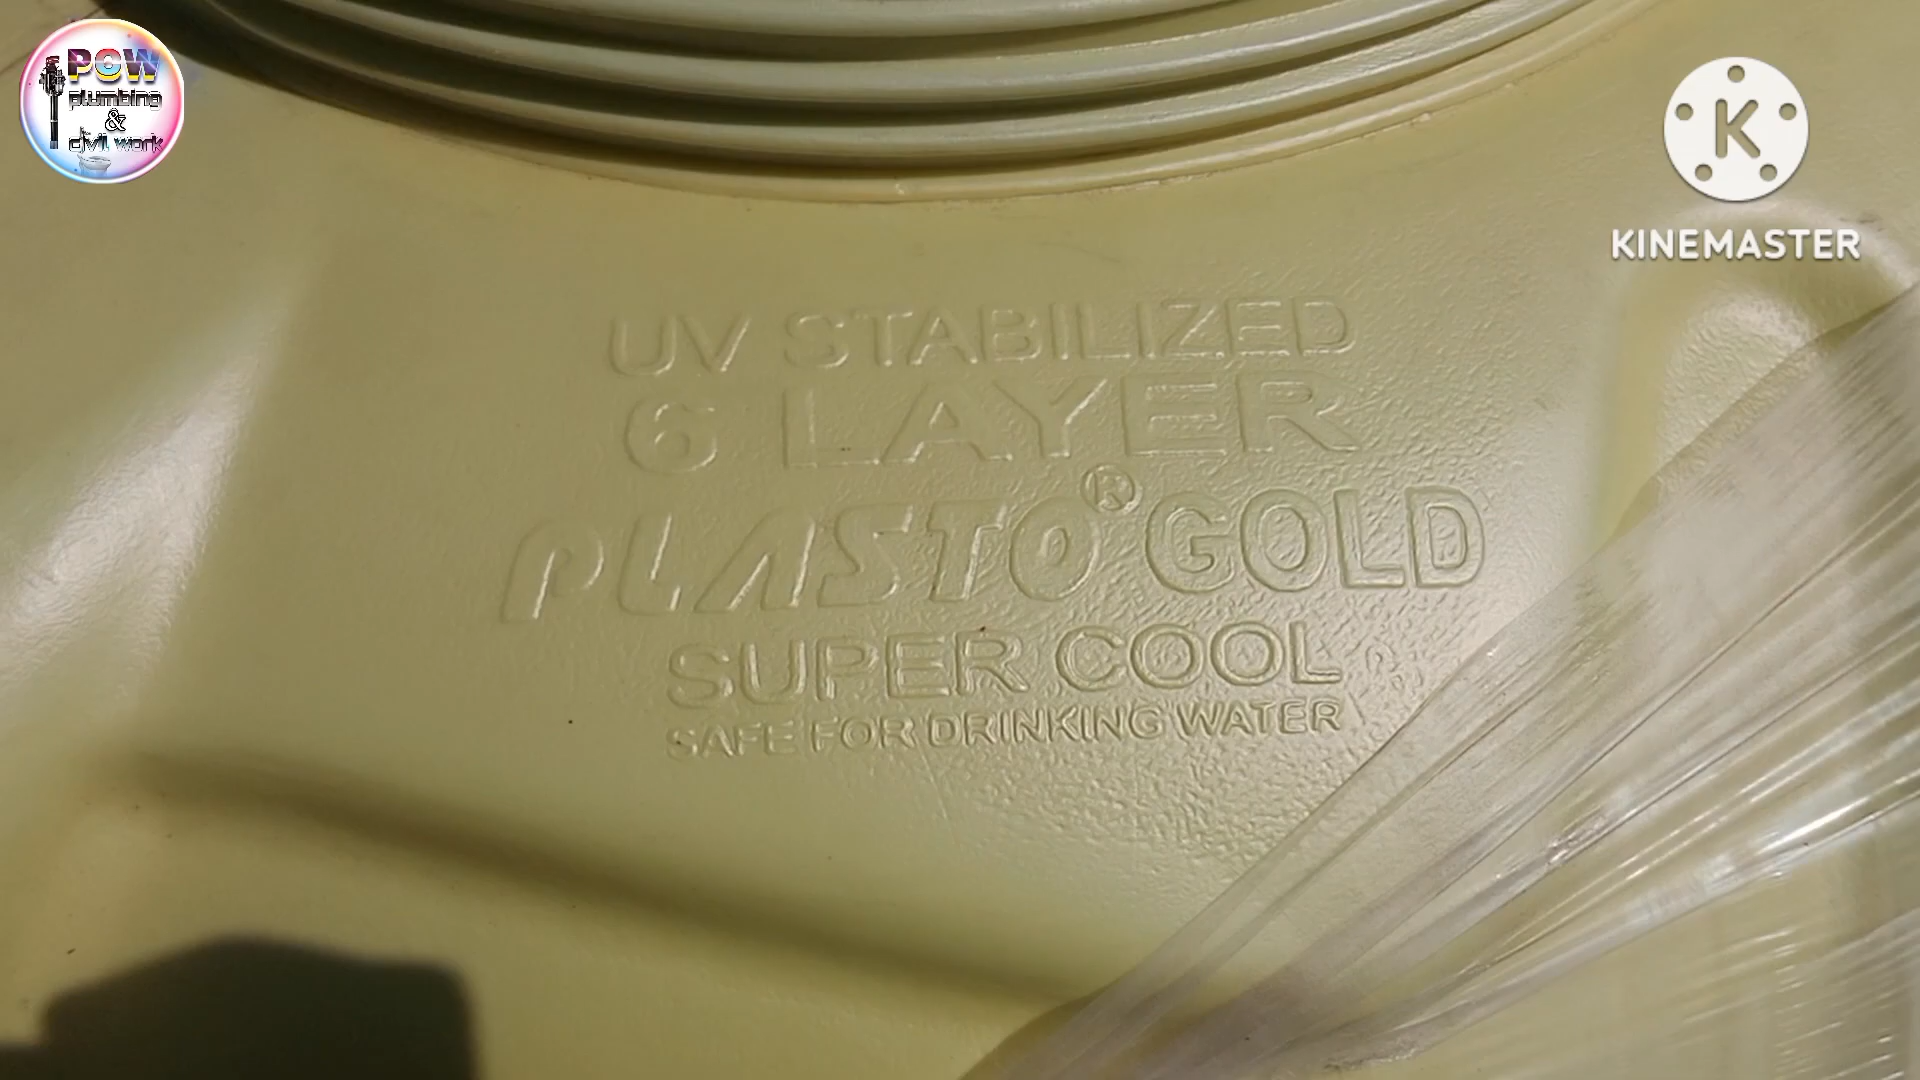 POW
plumbing
&
civil work
K
KINEMASTER
UV STABILIZED
6 LAYER
PLASTO® GOLD
SUPER COOL
SAFE FOR DRINKING WATER